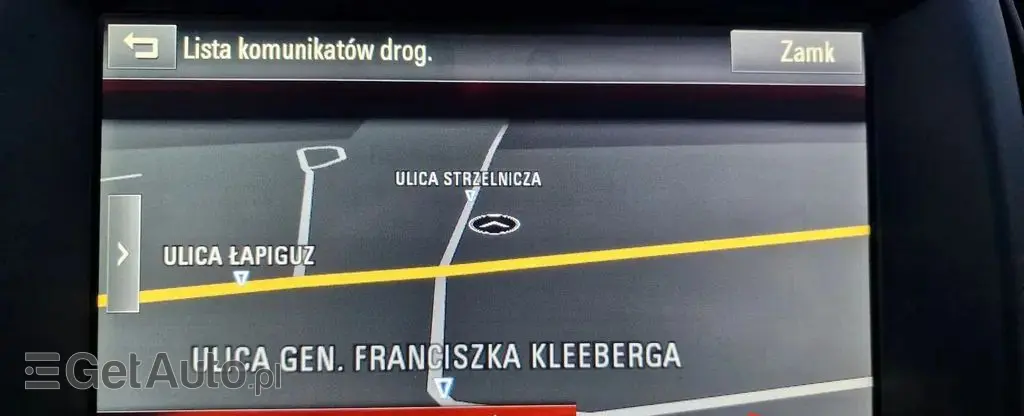 Lista komunikatów drog.
Zamk
ULICA STRZELNICZA
ULICA ŁAPIGUZ
ULICA GEN. FRANCISZKA KLEEBERGA
GetAuto.pl